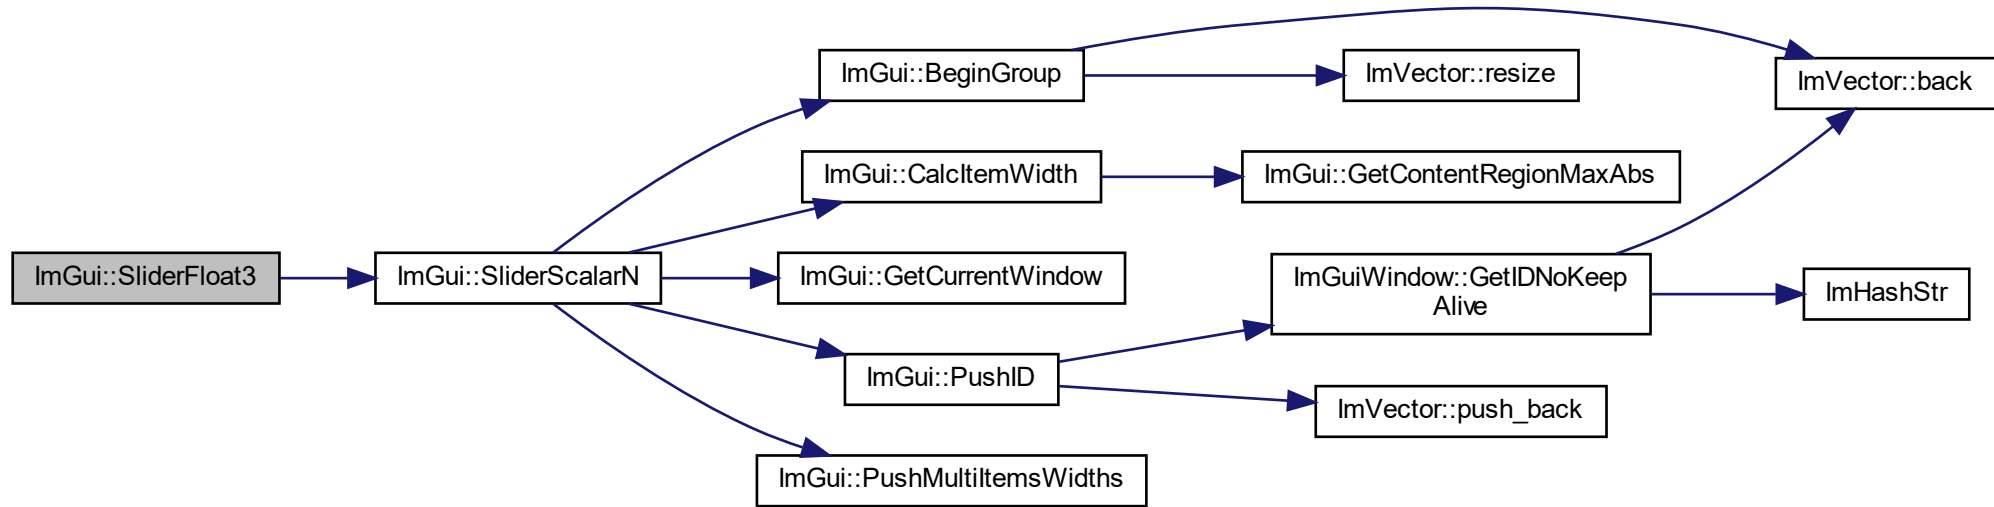 ImGui::SliderFloat3
ImGui::SliderScalarN
ImGui::BeginGroup
ImGui::CalcItemWidth
ImGui::GetCurrentWindow
ImGui::PushID
ImGui::PushMultiItemsWidths
ImVector::resize
ImGui::GetContentRegionMaxAbs
ImGuiWindow::GetIDNoKeep
Alive
ImVector::push_back
ImVector::back
ImHashStr